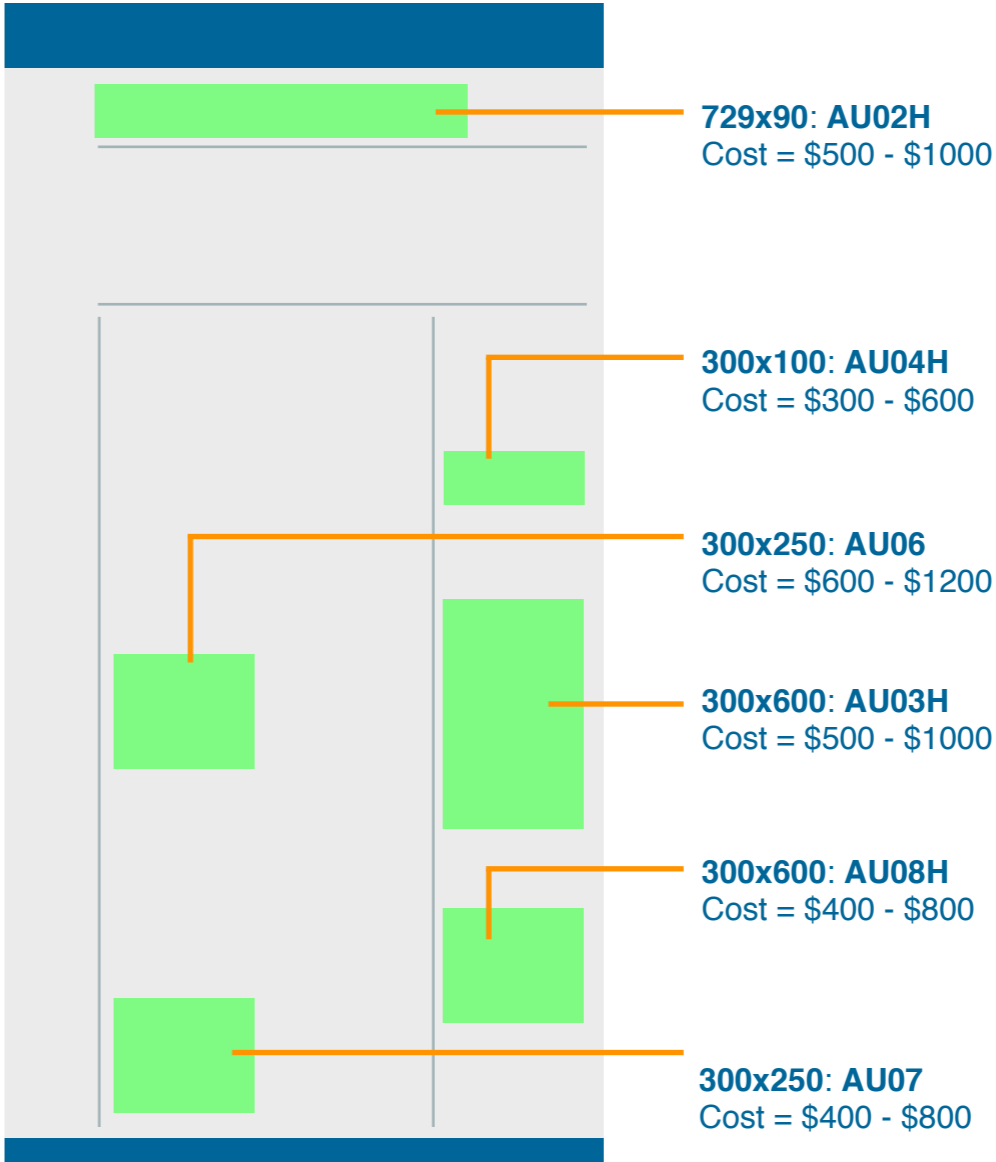 729x90: AU02H
Cost = $500 - $1000
300x100: AU04H
Cost = $300 - $600
300x250: AU06
Cost = $600 - $1200
300x600: AU03H
Cost = $500 - $1000
300x600: AU08H
Cost = $400 - $800
300x250: AU07
Cost = $400 - $800